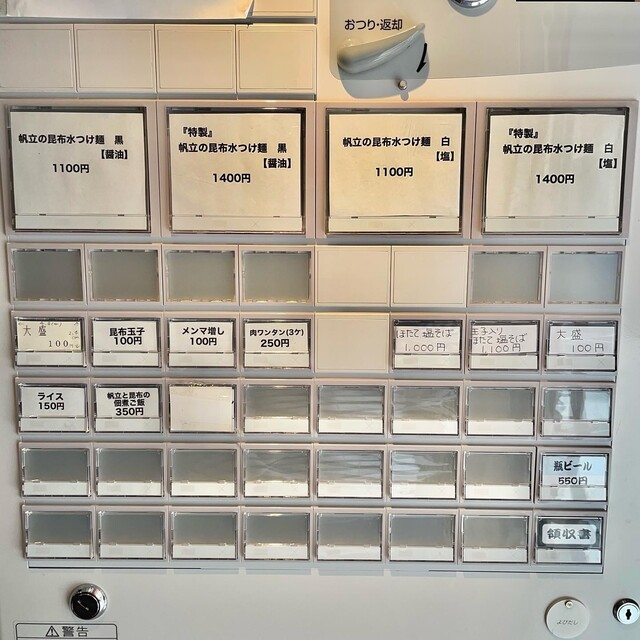 おつり・返却
帆立の昆布水つけ麺 黒
【醤油】
1100円
『特製』
帆立の昆布水つけ麺 黒
【醤油】
1400円
帆立の昆布水つけ麺 白
【塩】
1100円
『特製』
帆立の昆布水つけ麺 白
【塩】
1400円
大盛
100円
昆布玉子
100円
メンマ増し
100円
肉ワンタン(3ケ)
250円
ほたて塩そば
1,000円
玉子入り
ほたて塩そば
1,100円
大盛
100円
ライス
150円
帆立と昆布の
佃煮ご飯
350円
瓶ビール
550円
領収書
警告
よびだし